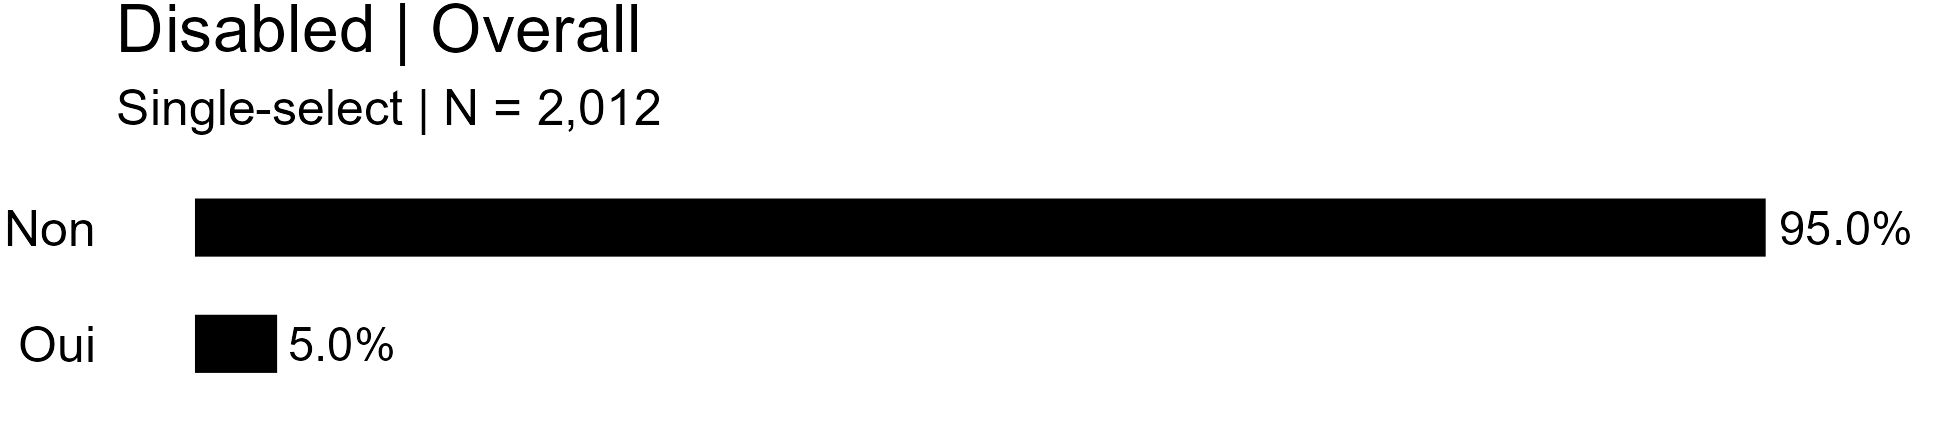 Disabled | Overall
Single-select | N = 2,012
Non 95.0%
Oui 5.0%